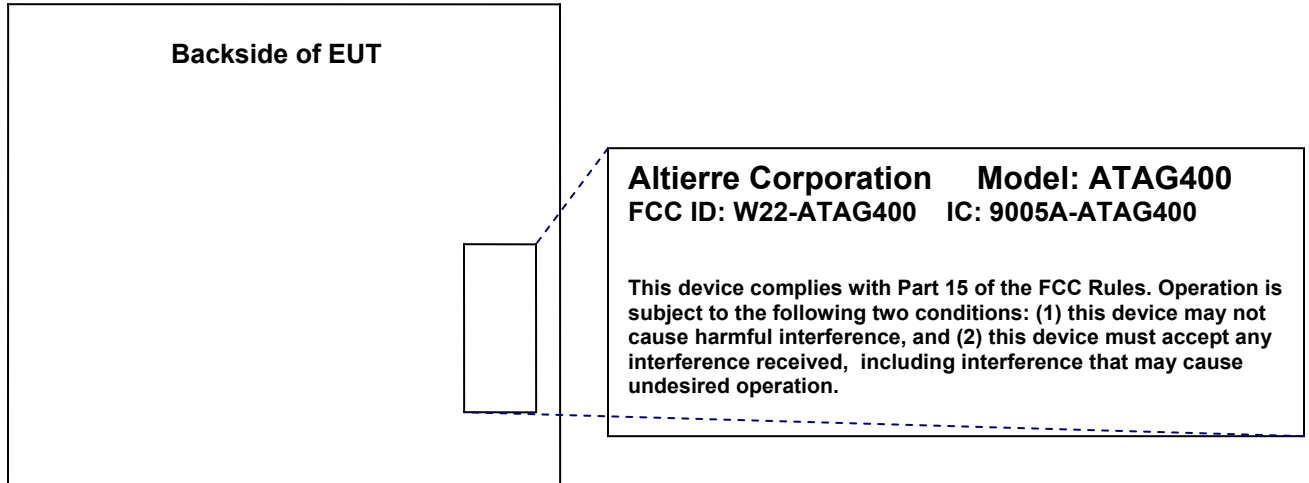 Backside of EUT
Altierre Corporation Model: ATAG400
FCC ID: W22-ATAG400 IC: 9005A-ATAG400
This device complies with Part 15 of the FCC Rules. Operation is
subject to the following two conditions: (1) this device may not
cause harmful interference, and (2) this device must accept any
interference received, including interference that may cause
undesired operation.